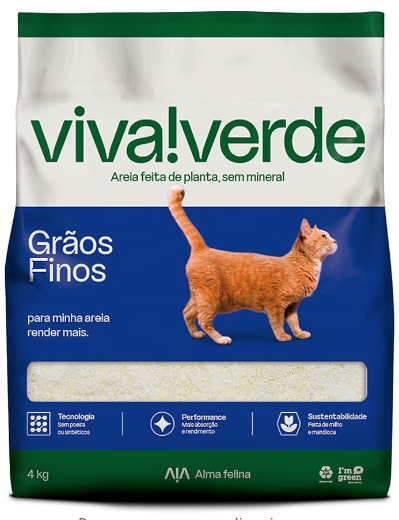 viva!verde
Areia feita de planta, sem mineral
Grãos
Finos
para minha areia
render mais.
Tecnologia
Sem poeira
ou sintéticos
Performance
Mais absorção
e rendimento
Sustentabilidade
Feita de milho
e mandioca
4 kg
Alma felina
I'm
green